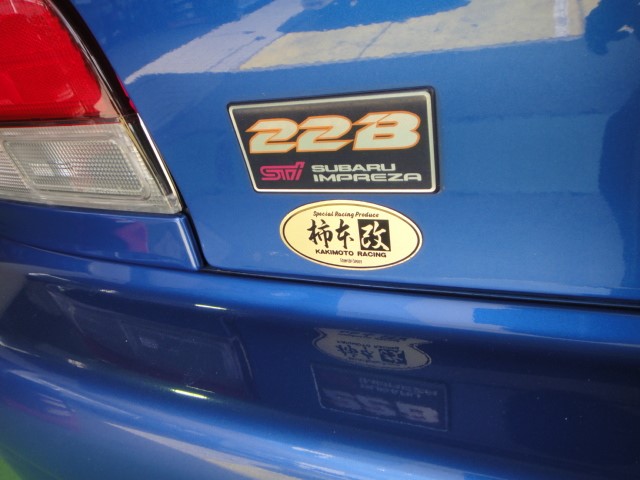 22B
STi SUBARU
IMPREZA
Special Racing Produce
柿本改
KAKIMOTO RACING